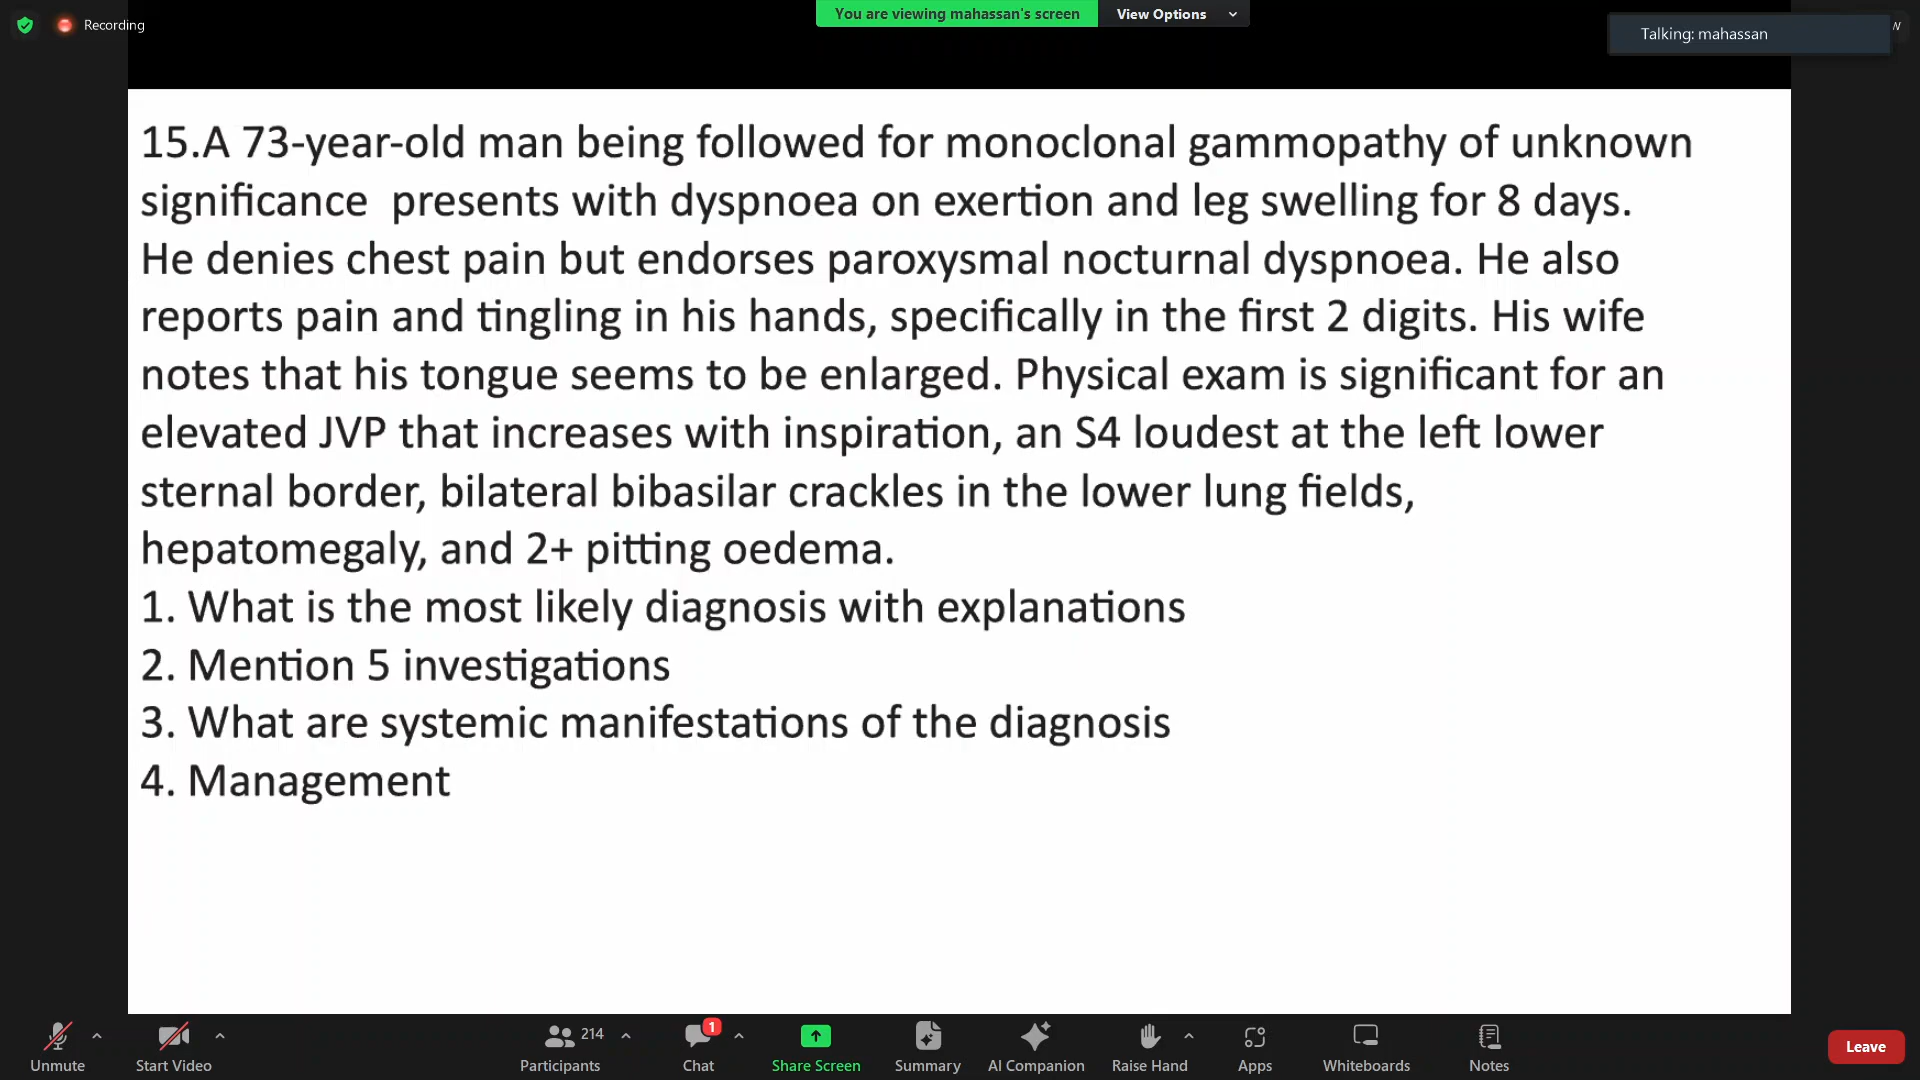 Recording
You are viewing mahassan's screen
View Options
Talking: mahassan
15.A 73-year-old man being followed for monoclonal gammopathy of unknown
significance  presents with dyspnoea on exertion and leg swelling for 8 days.
He denies chest pain but endorses paroxysmal nocturnal dyspnoea. He also
reports pain and tingling in his hands, specifically in the first 2 digits. His wife
notes that his tongue seems to be enlarged. Physical exam is significant for an
elevated JVP that increases with inspiration, an S4 loudest at the left lower
sternal border, bilateral bibasilar crackles in the lower lung fields,
hepatomegaly, and 2+ pitting oedema.
1. What is the most likely diagnosis with explanations
2. Mention 5 investigations
3. What are systemic manifestations of the diagnosis
4. Management
214
1
Unmute
Start Video
Participants
Chat
Share Screen
Summary
AI Companion
Raise Hand
Apps
Whiteboards
Notes
Leave